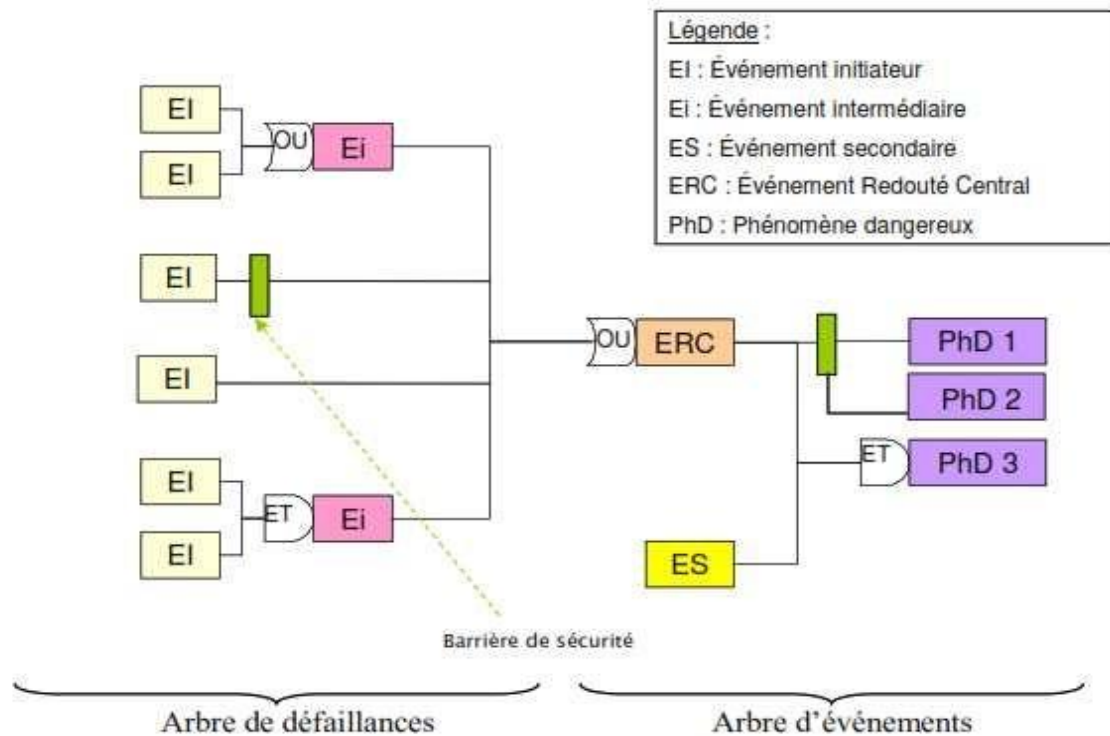 Légende :
EI : Événement initiateur
Ei : Événement intermédiaire
ES : Événement secondaire
ERC : Événement Redouté Central
PhD : Phénomène dangereux
EI
OU
Ei
EI
EI
EI
EI
ET
Ei
EI
OU
ERC
PhD 1
PhD 2
ET
PhD 3
ES
Barrière de sécurité
Arbre de défaillances
Arbre d'événements